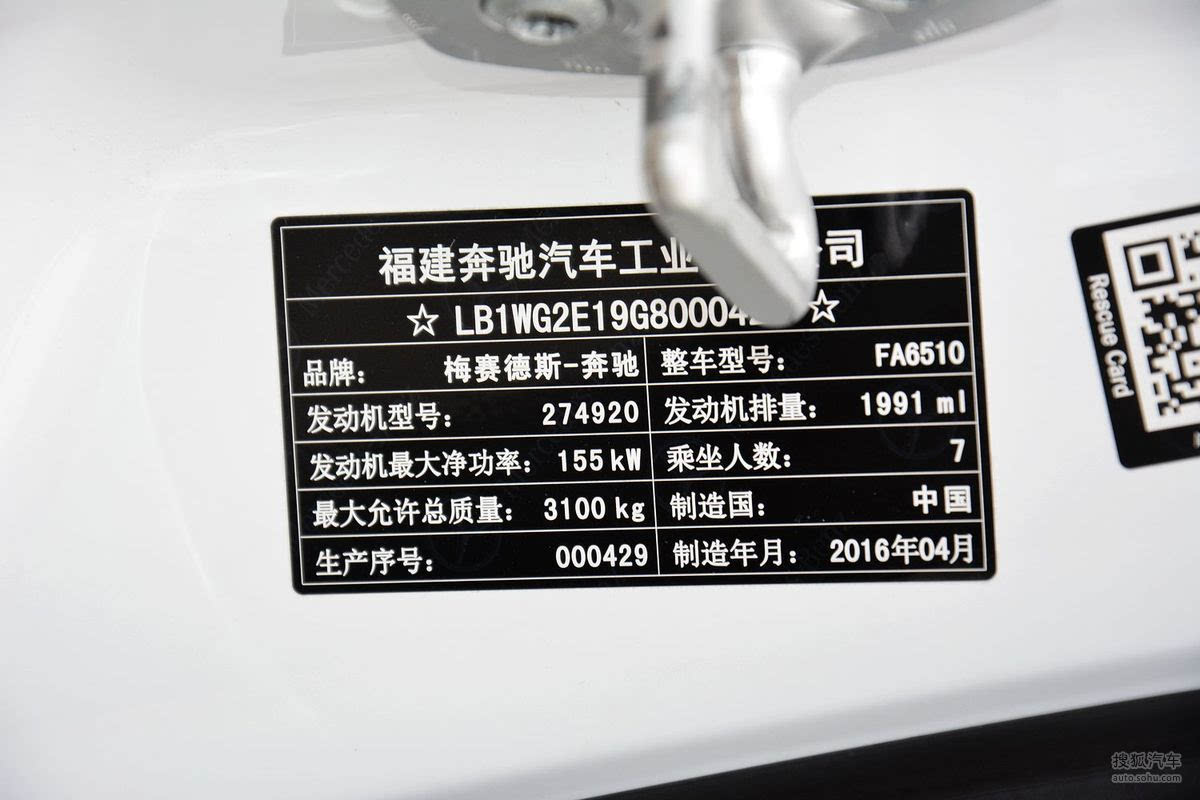 福建奔驰汽车工业 公司
☆ LB1WG2E19G80004 ☆
品牌： 梅赛德斯-奔驰 整车型号： FA6510
发动机型号： 274920 发动机排量： 1991 ml
发动机最大净功率： 155 kW 乘坐人数： 7
最大允许总质量： 3100 kg 制造国： 中国
生产序号： 000429 制造年月： 2016年04月
Rescue Card
搜狐汽车
auto.sohu.com